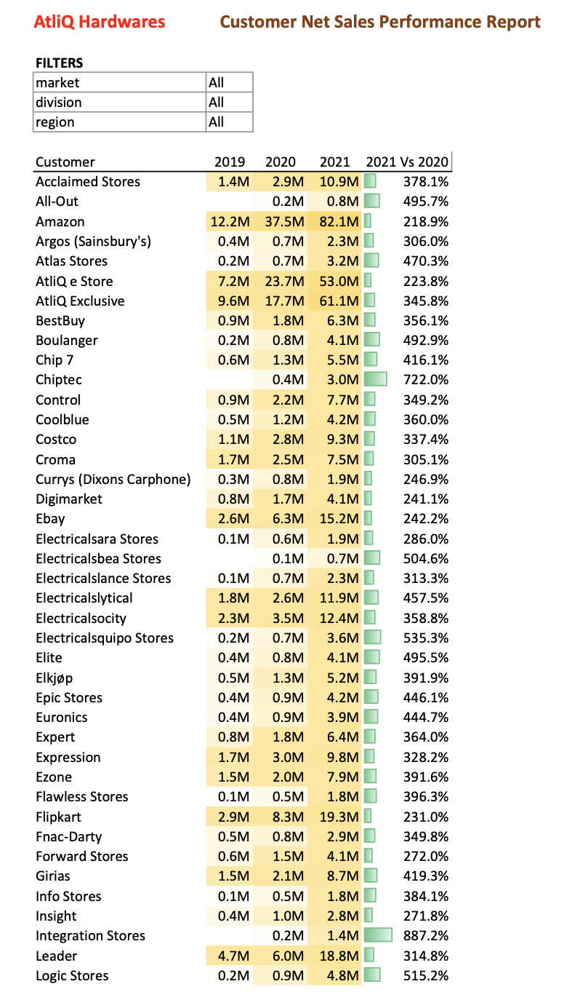 AtliQ Hardwares Customer Net Sales Performance Report
FILTERS
market All
division All
region All
Customer 2019 2020 2021 2021 Vs 2020
Acclaimed Stores 1.4M 2.9M 10.9M 378.1%
All-Out 0.2M 0.8M 495.7%
Amazon 12.2M 37.5M 82.1M 218.9%
Argos (Sainsbury's) 0.4M 0.7M 2.3M 306.0%
Atlas Stores 0.2M 0.7M 3.2M 470.3%
AtliQ e Store 7.2M 23.7M 53.0M 223.8%
AtliQ Exclusive 9.6M 17.7M 61.1M 345.8%
BestBuy 0.9M 1.8M 6.3M 356.1%
Boulanger 0.2M 0.8M 4.1M 492.9%
Chip 7 0.6M 1.3M 5.5M 416.1%
Chiptec 0.4M 3.0M 722.0%
Control 0.9M 2.2M 7.7M 349.2%
Coolblue 0.5M 1.2M 4.2M 360.0%
Costco 1.1M 2.8M 9.3M 337.4%
Croma 1.7M 2.5M 7.5M 305.1%
Currys (Dixons Carphone) 0.3M 0.8M 1.9M 246.9%
Digimarket 0.8M 1.7M 4.1M 241.1%
Ebay 2.6M 6.3M 15.2M 242.2%
Electricalsara Stores 0.1M 0.6M 1.9M 286.0%
Electricalsbea Stores 0.1M 0.7M 504.6%
Electricalslance Stores 0.1M 0.7M 2.3M 313.3%
Electricalslytical 1.8M 2.6M 11.9M 457.5%
Electricalsocity 2.3M 3.5M 12.4M 358.8%
Electricalsquipo Stores 0.2M 0.7M 3.6M 535.3%
Elite 0.4M 0.8M 4.1M 495.5%
Elkjøp 0.5M 1.3M 5.2M 391.9%
Epic Stores 0.4M 0.9M 4.2M 446.1%
Euronics 0.4M 0.9M 3.9M 444.7%
Expert 0.8M 1.8M 6.4M 364.0%
Expression 1.7M 3.0M 9.8M 328.2%
Ezone 1.5M 2.0M 7.9M 391.6%
Flawless Stores 0.1M 0.5M 1.8M 396.3%
Flipkart 2.9M 8.3M 19.3M 231.0%
Fnac-Darty 0.5M 0.8M 2.9M 349.8%
Forward Stores 0.6M 1.5M 4.1M 272.0%
Girias 1.5M 2.1M 8.7M 419.3%
Info Stores 0.1M 0.5M 1.8M 384.1%
Insight 0.4M 1.0M 2.8M 271.8%
Integration Stores 0.2M 1.4M 887.2%
Leader 4.7M 6.0M 18.8M 314.8%
Logic Stores 0.2M 0.9M 4.8M 515.2%